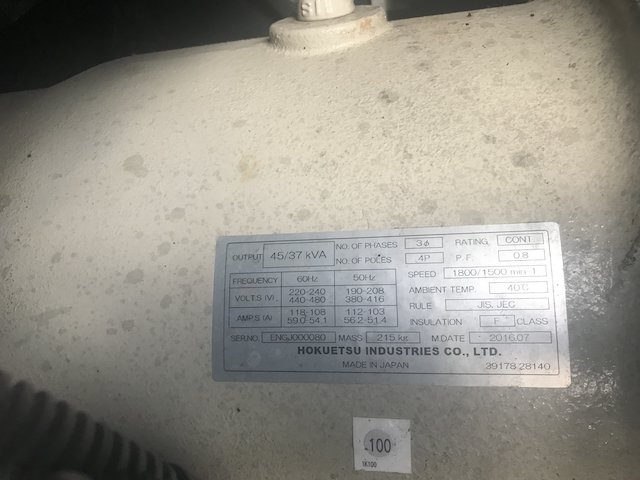 OUTPUT 45/37 kVA NO. OF PHASES 3ϕ RATING CONT
NO. OF POLES 4P P.F. 0.8
SPEED 1800/1500 min-1
FREQUENCY 60Hz 50Hz
AMBIENT TEMP. 40°C
VOLTS (V) 220-240 190-208
440-480 380-416
RULE JIS, JEC
AMPS (A) 118-108 112-103
59.0-54.1 56.2-51.4
INSULATION F CLASS
SER.NO. ENGJ000080 MASS 215 kg M.DATE 2016.07
HOKUETSU INDUSTRIES CO., LTD.
MADE IN JAPAN 39178 28140
-100
1K100